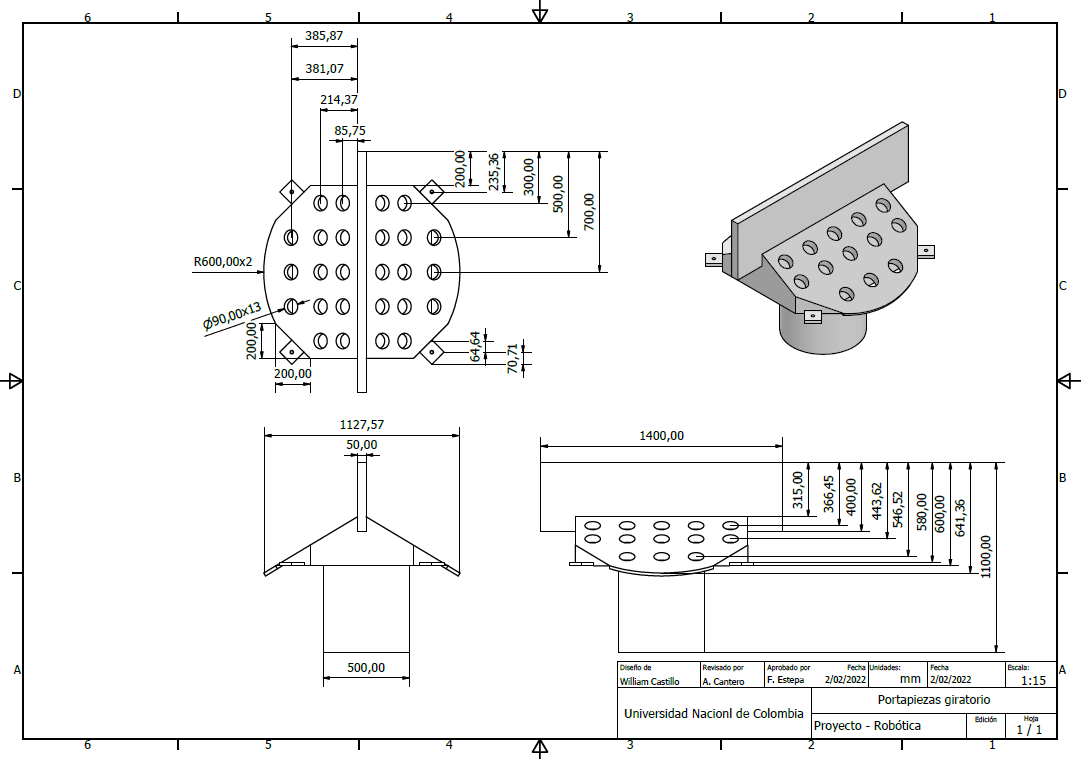 6 5 4 3 2 1
D D
C C
B B
A A
385,87
381,07
214,37
85,75
200,00
235,36
300,00
500,00
700,00
R600,00x2
Ø90,00x13
200,00
200,00
64,64
70,71
1127,57
50,00
500,00
1400,00
315,00
366,45
400,00
443,62
546,52
580,00
600,00
641,36
1100,00
Diseño de Revisado por Aprobado por Fecha Unidades: Fecha Escala:
William Castillo A. Cantero F. Estepa 2/02/2022 mm 2/02/2022 1:15
Portapiezas giratorio
Universidad Nacionl de Colombia
Proyecto - Robótica
Edición
Hoja
1 / 1
6 5 4 3 2 1